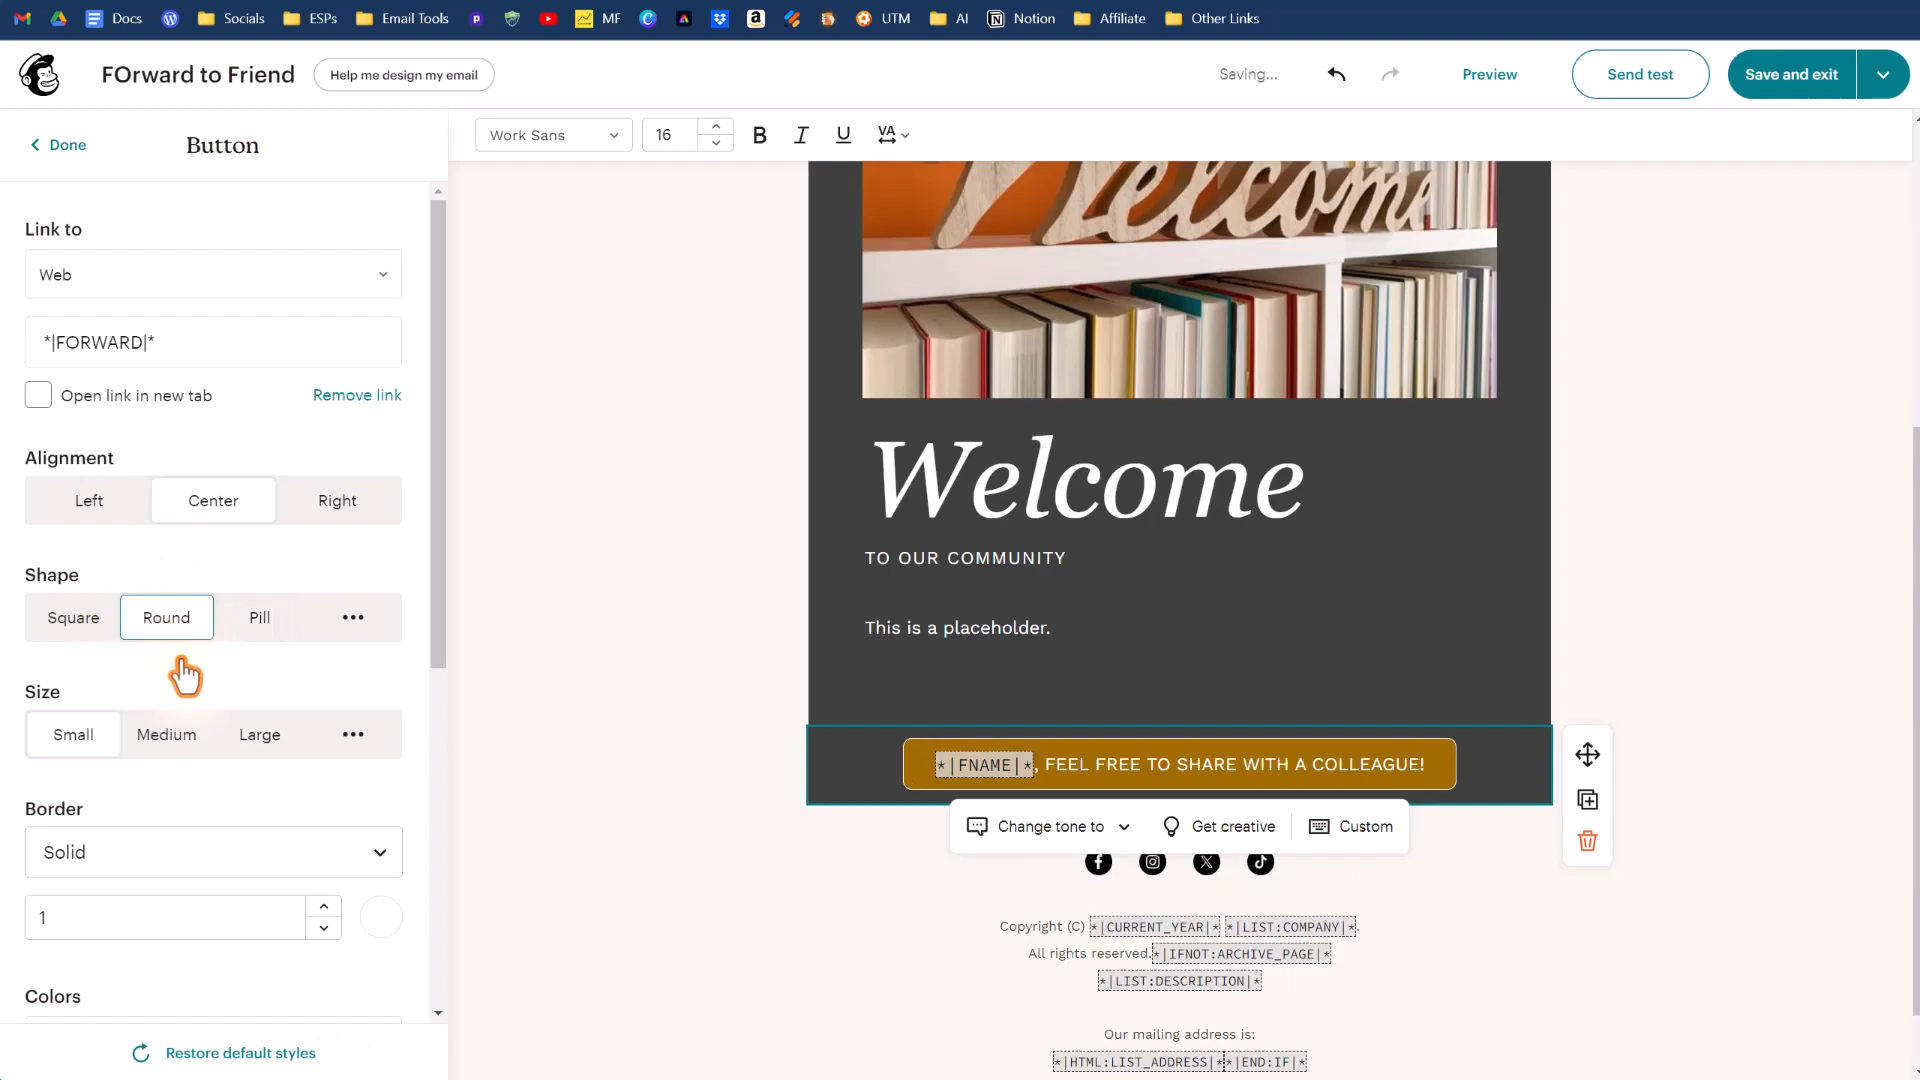 Docs
Socials
ESPs
Email Tools
MF
UTM
AI
Notion
Affiliate
Other Links
FOrward to Friend
Help me design my email
Saving...
Preview
Send test
Save and exit
Done
Button
Work Sans
16
B I U VA
Link to
Web
*|FORWARD|*
Open link in new tab
Remove link
Alignment
Left
Center
Right
Shape
Square
Round
Pill
•••
Size
Small
Medium
Large
•••
Border
Solid
1
Colors
Restore default styles
Welcome
Welcome
TO OUR COMMUNITY
This is a placeholder.
*|FNAME|*, FEEL FREE TO SHARE WITH A COLLEAGUE!
Change tone to
Get creative
Custom
Copyright (C) *|CURRENT_YEAR|* *|LIST:COMPANY|*.
All rights reserved.*|IFNOT:ARCHIVE_PAGE|*
*|LIST:DESCRIPTION|*
Our mailing address is:
*|HTML:LIST_ADDRESS|**|END:IF|*